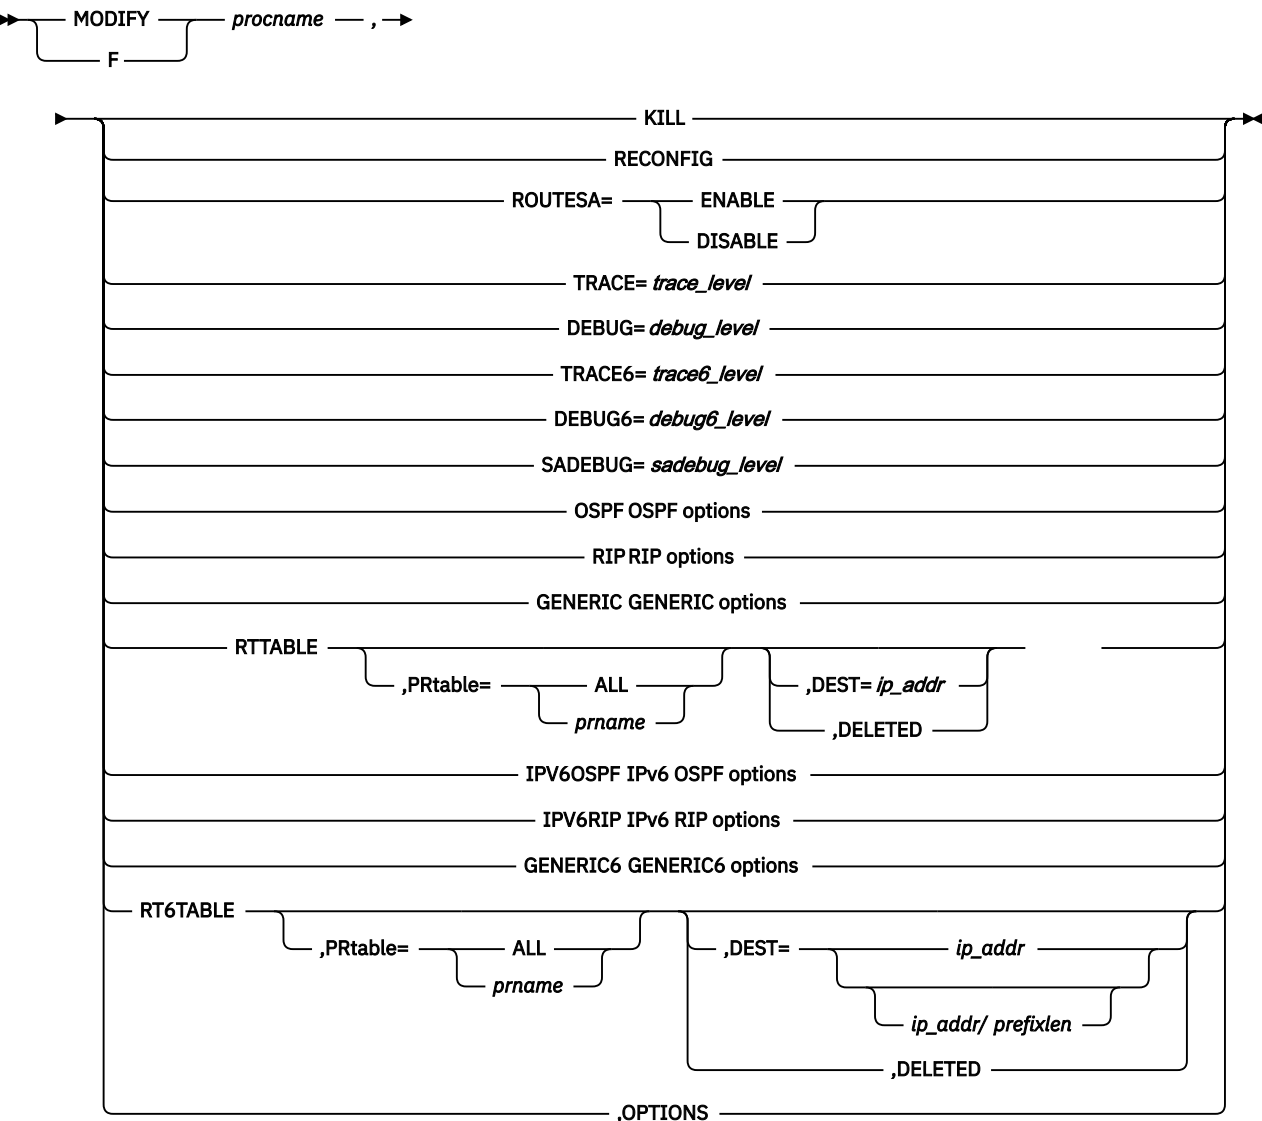 MODIFY procname ,
F
KILL
RECONFIG
ROUTESA= ENABLE
DISABLE
TRACE= trace_level
DEBUG= debug_level
TRACE6= trace6_level
DEBUG6= debug6_level
SADEBUG= sadebug_level
OSPF OSPF options
RIP RIP options
GENERIC GENERIC options
RTTABLE
,PRtable= ALL ,DEST= ip_addr
prname ,DELETED
IPV6OSPF IPv6 OSPF options
IPV6RIP IPv6 RIP options
GENERIC6 GENERIC6 options
RT6TABLE
,PRtable= ALL ,DEST= ip_addr
prname
ip_addr/ prefixlen
,DELETED
,OPTIONS